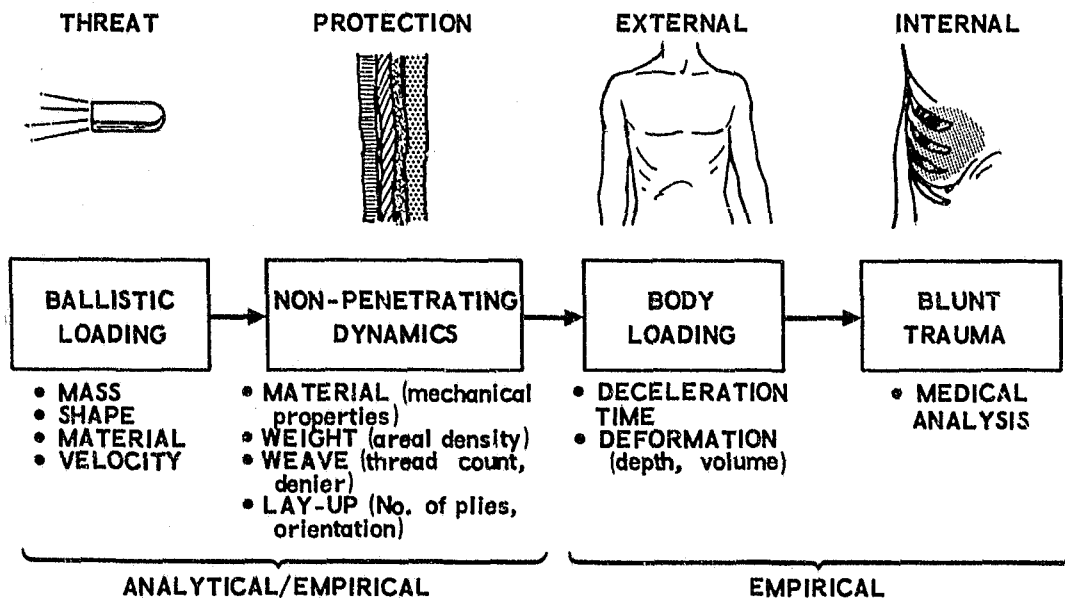 THREAT
PROTECTION
EXTERNAL
INTERNAL
BALLISTIC
LOADING
NON-PENETRATING
DYNAMICS
BODY
LOADING
BLUNT
TRAUMA
• MASS
• SHAPE
• MATERIAL
• VELOCITY
• MATERIAL (mechanical
properties)
• WEIGHT (areal density)
• WEAVE (thread count,
denier)
• LAY-UP (No. of plies,
orientation)
• DECELERATION
TIME
• DEFORMATION
(depth, volume)
• MEDICAL
ANALYSIS
ANALYTICAL/EMPIRICAL
EMPIRICAL